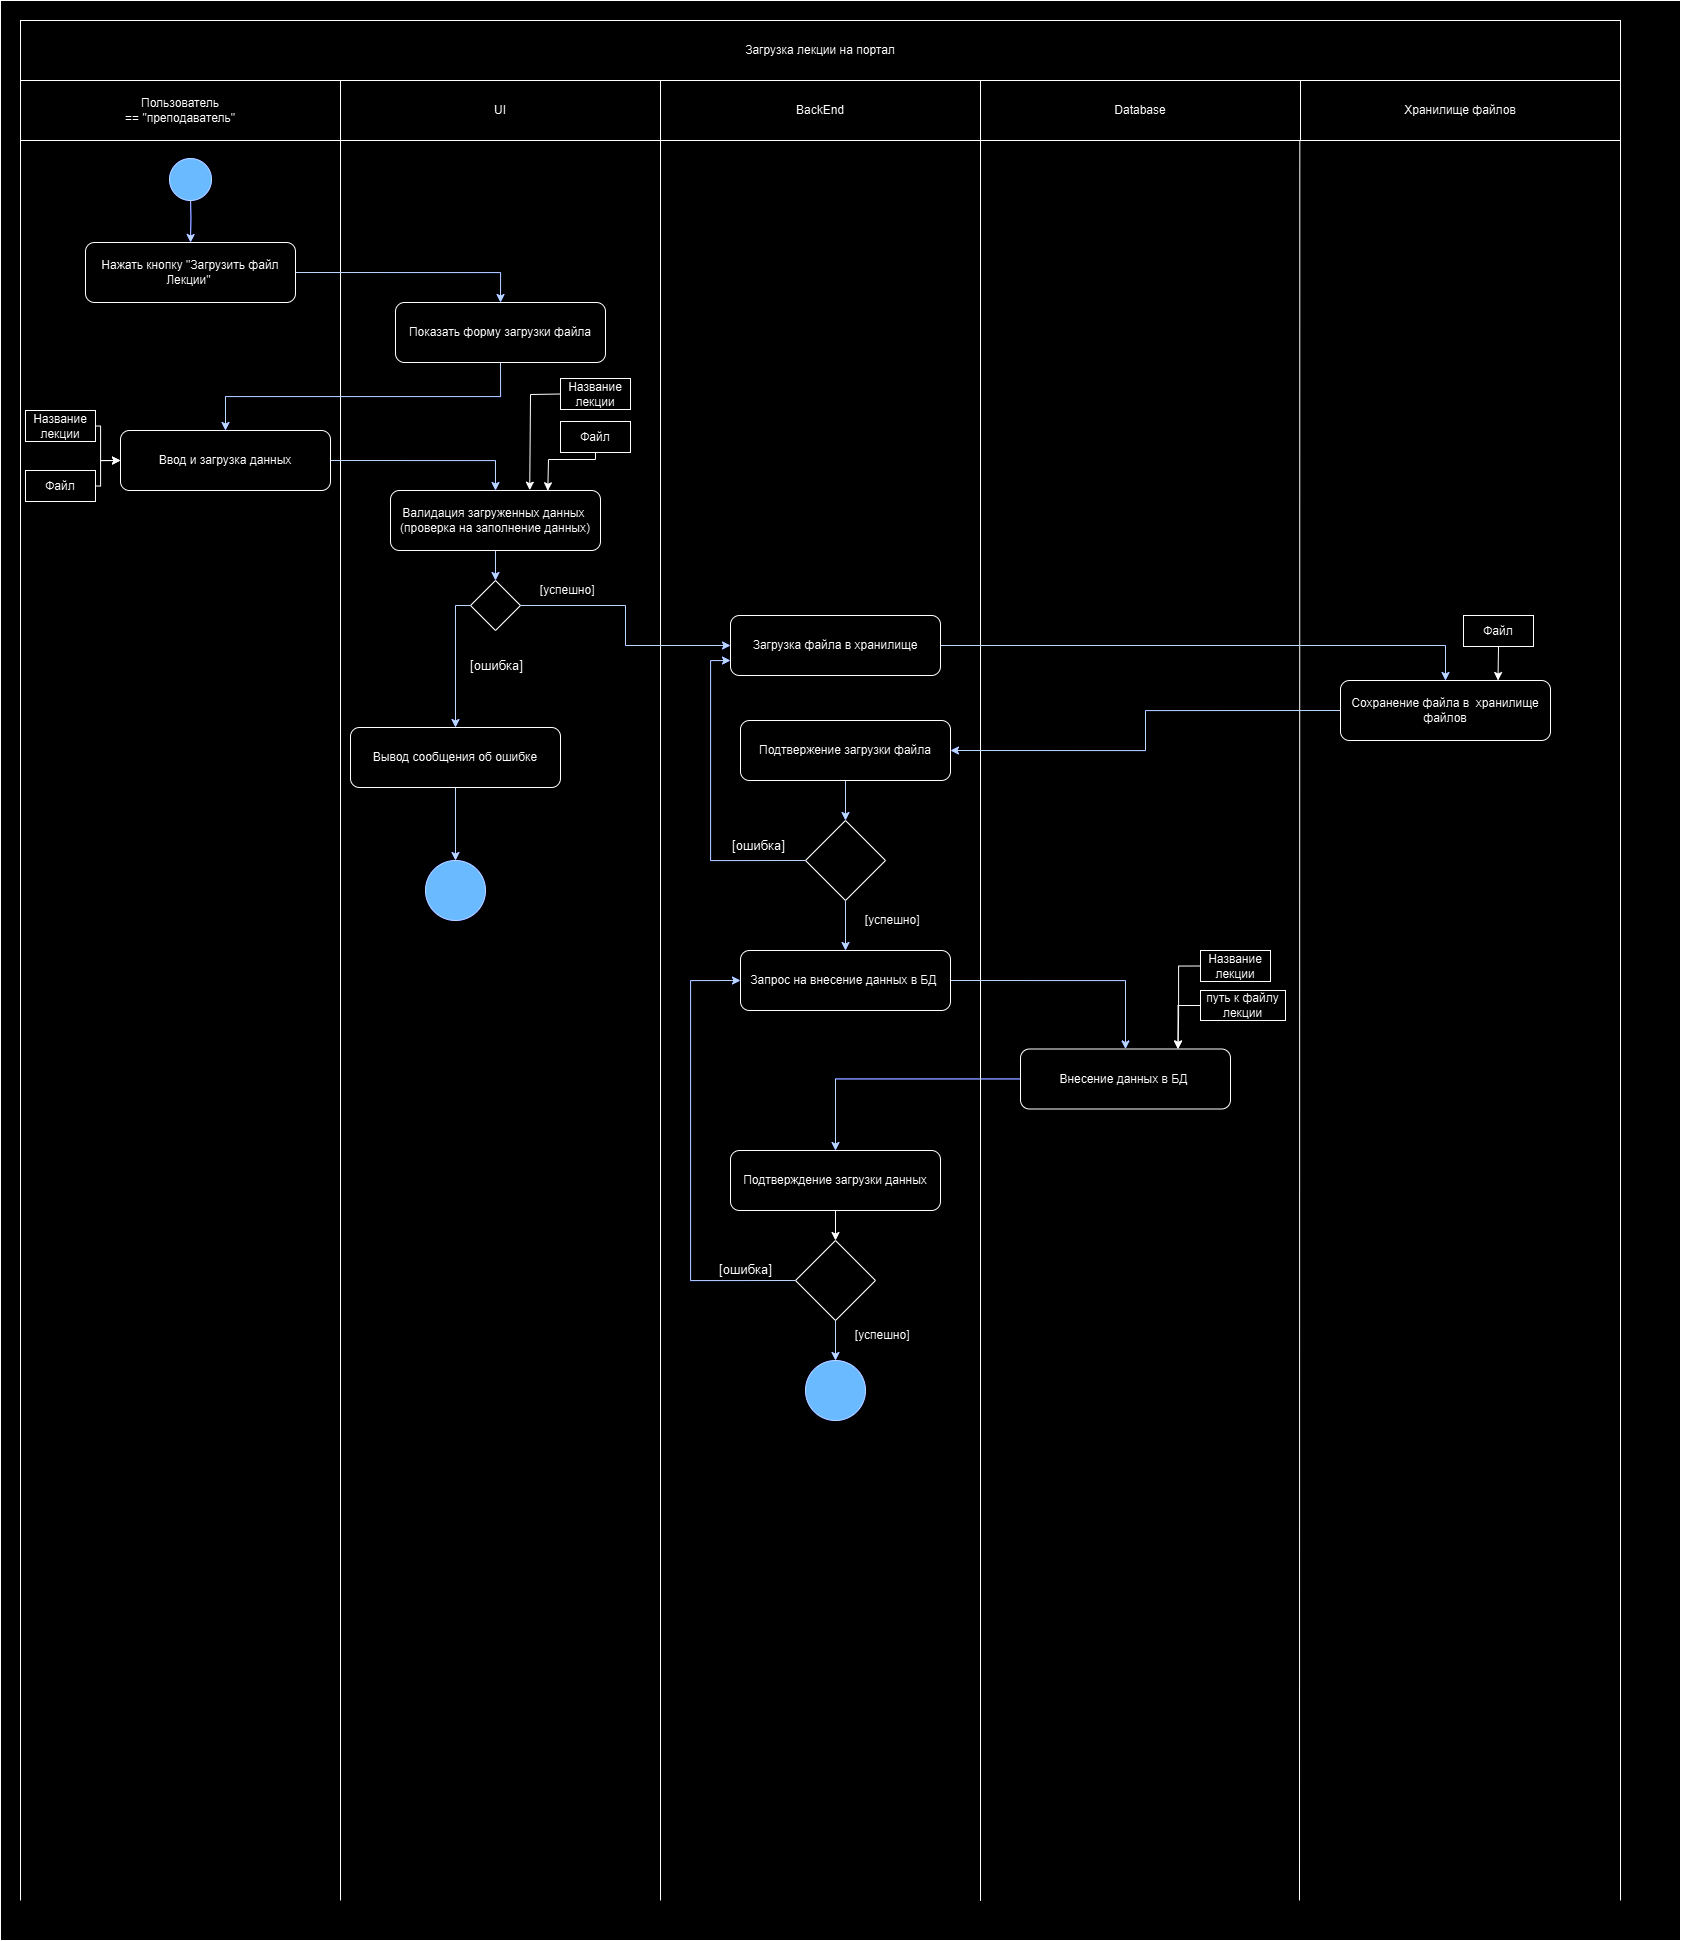 Загрузка лекции на портал
Пользователь
== "преподаватель"
UI
BackEnd
Database
Хранилище файлов
Нажать кнопку "Загрузить файл
Лекции"
Показать форму загрузки файла
Название
лекции
Файл
Название
лекции
Файл
Ввод и загрузка данных
Валидация загруженных данных
(проверка на заполнение данных)
[успешно]
[ошибка]
Загрузка файла в хранилище
Файл
Сохранение файла в хранилище
файлов
Вывод сообщения об ошибке
Подтвержение загрузки файла
[ошибка]
[успешно]
Запрос на внесение данных в БД
Название
лекции
путь к файлу
лекции
Внесение данных в БД
Подтверждение загрузки данных
[ошибка]
[успешно]